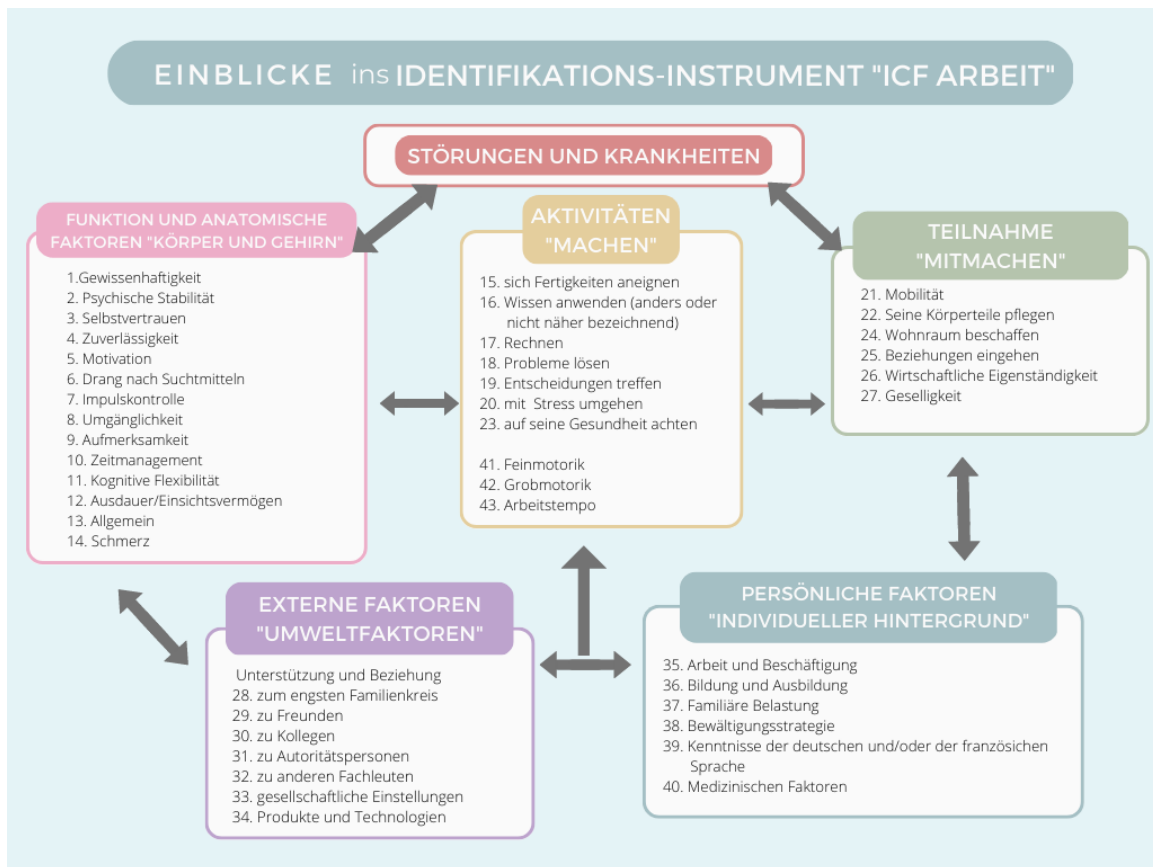 EINBLICKE ins IDENTIFIKATIONS-INSTRUMENT "ICF ARBEIT"
STÖRUNGEN UND KRANKHEITEN
FUNKTION UND ANATOMISCHE
FAKTOREN "KÖRPER UND GEHIRN"
1.Gewissenhaftigkeit
2. Psychische Stabilität
3. Selbstvertrauen
4. Zuverlässigkeit
5. Motivation
6. Drang nach Suchtmitteln
7. Impulskontrolle
8. Umgänglichkeit
9. Aufmerksamkeit
10. Zeitmanagement
11. Kognitive Flexibilität
12. Ausdauer/Einsichtsvermögen
13. Allgemein
14. Schmerz
AKTIVITÄTEN
"MACHEN"
15. sich Fertigkeiten aneignen
16. Wissen anwenden (anders oder
nicht näher bezeichnend)
17. Rechnen
18. Probleme lösen
19. Entscheidungen treffen
20. mit Stress umgehen
23. auf seine Gesundheit achten
41. Feinmotorik
42. Grobmotorik
43. Arbeitstempo
TEILNAHME
"MITMACHEN"
21. Mobilität
22. Seine Körperteile pflegen
24. Wohnraum beschaffen
25. Beziehungen eingehen
26. Wirtschaftliche Eigenständigkeit
27. Geselligkeit
EXTERNE FAKTOREN
"UMWELTFAKTOREN"
Unterstützung und Beziehung
28. zum engsten Familienkreis
29. zu Freunden
30. zu Kollegen
31. zu Autoritätspersonen
32. zu anderen Fachleuten
33. gesellschaftliche Einstellungen
34. Produkte und Technologien
PERSÖNLICHE FAKTOREN
"INDIVIDUELLER HINTERGRUND"
35. Arbeit und Beschäftigung
36. Bildung und Ausbildung
37. Familiäre Belastung
38. Bewältigungsstrategie
39. Kenntnisse der deutschen und/oder der französichen
Sprache
40. Medizinischen Faktoren